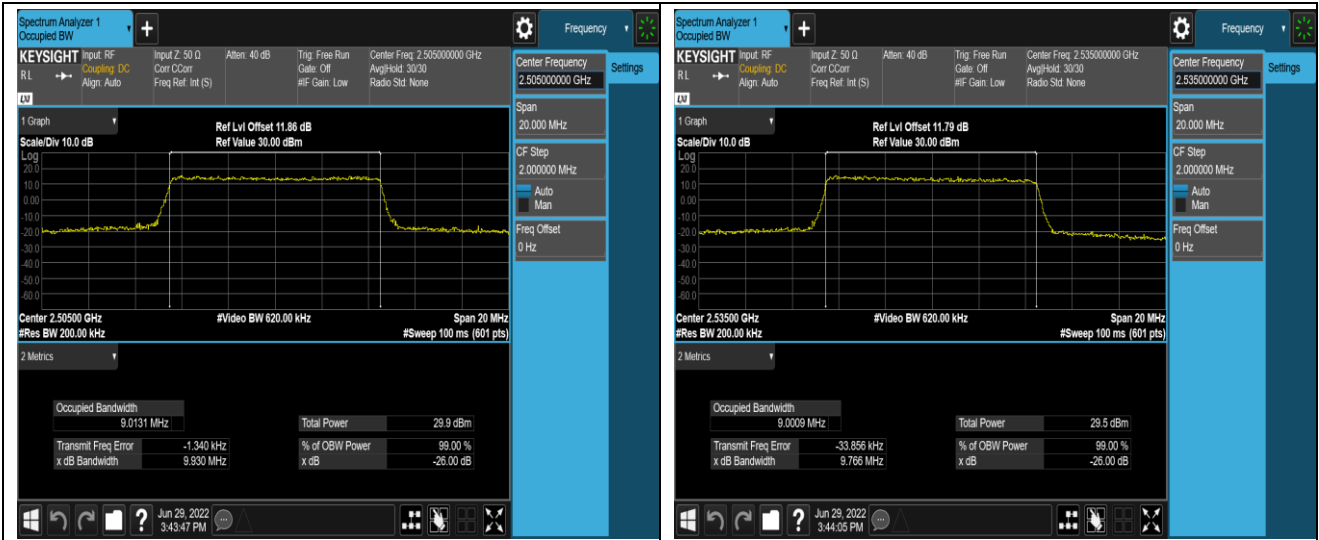 Spectrum Analyzer 1
Occupied BW
+
Frequency
KEYSIGHT
RL
LXI
Input: RF
Coupling: DC
Align: Auto
Input Z: 50 Ω
Corr CCorr
Freq Ref: Int (S)
Atten: 40 dB
Trig: Free Run
Gate: Off
#IF Gain: Low
Center Freq: 2.505000000 GHz
Avg|Hold: 30/30
Radio Std: None
Center Frequency
2.505000000 GHz
Settings
Span
20.000 MHz
CF Step
2.000000 MHz
Auto
Man
Freq Offset
0 Hz
1 Graph
Scale/Div 10.0 dB
Ref Lvl Offset 11.86 dB
Ref Value 30.00 dBm
Log
20.0
10.0
0.00
-10.0
-20.0
-30.0
-40.0
-50.0
-60.0
Center 2.50500 GHz
#Video BW 620.00 kHz
Span 20 MHz
#Res BW 200.00 kHz
#Sweep 100 ms (601 pts)
2 Metrics
Occupied Bandwidth
9.0131 MHz
Total Power 29.9 dBm
Transmit Freq Error -1.340 kHz
% of OBW Power 99.00 %
x dB Bandwidth 9.930 MHz
x dB -26.00 dB
?
Jun 29, 2022
3:43:47 PM
Spectrum Analyzer 1
Occupied BW
+
Frequency
KEYSIGHT
RL
LXI
Input: RF
Coupling: DC
Align: Auto
Input Z: 50 Ω
Corr CCorr
Freq Ref: Int (S)
Atten: 40 dB
Trig: Free Run
Gate: Off
#IF Gain: Low
Center Freq: 2.535000000 GHz
Avg|Hold: 30/30
Radio Std: None
Center Frequency
2.535000000 GHz
Settings
Span
20.000 MHz
CF Step
2.000000 MHz
Auto
Man
Freq Offset
0 Hz
1 Graph
Scale/Div 10.0 dB
Ref Lvl Offset 11.79 dB
Ref Value 30.00 dBm
Log
20.0
10.0
0.00
-10.0
-20.0
-30.0
-40.0
-50.0
-60.0
Center 2.53500 GHz
#Video BW 620.00 kHz
Span 20 MHz
#Res BW 200.00 kHz
#Sweep 100 ms (601 pts)
2 Metrics
Occupied Bandwidth
9.0009 MHz
Total Power 29.5 dBm
Transmit Freq Error -33.856 kHz
% of OBW Power 99.00 %
x dB Bandwidth 9.766 MHz
x dB -26.00 dB
?
Jun 29, 2022
3:44:05 PM